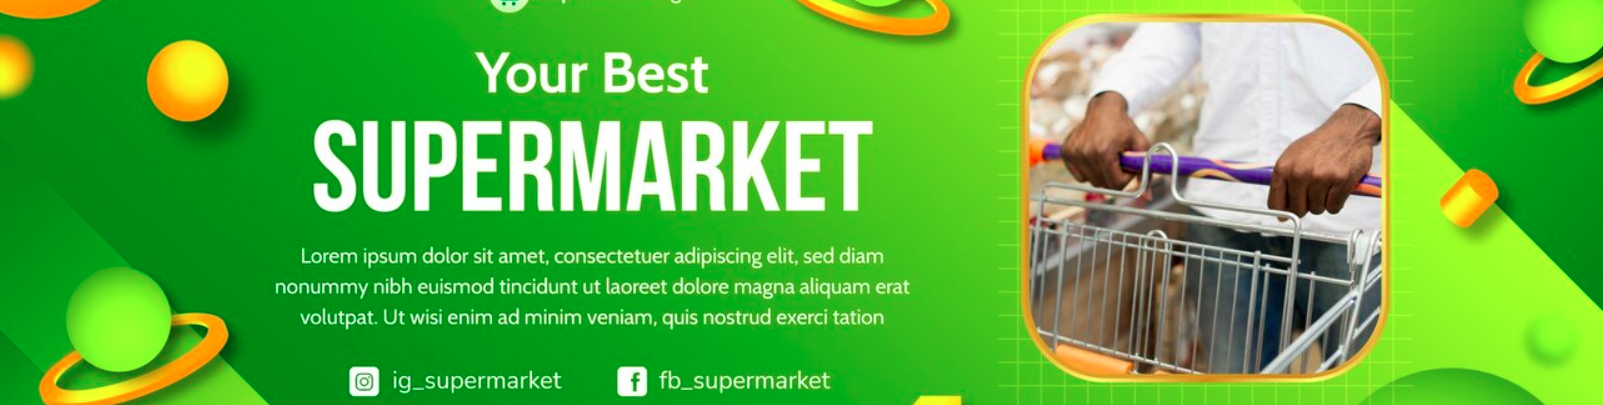 Your Best
SUPERMARKET
Lorem ipsum dolor sit amet, consectetuer adipiscing elit, sed diam
nonummy nibh euismod tincidunt ut laoreet dolore magna aliquam erat
volutpat. Ut wisi enim ad minim veniam, quis nostrud exerci tation
ig_supermarket
fb_supermarket